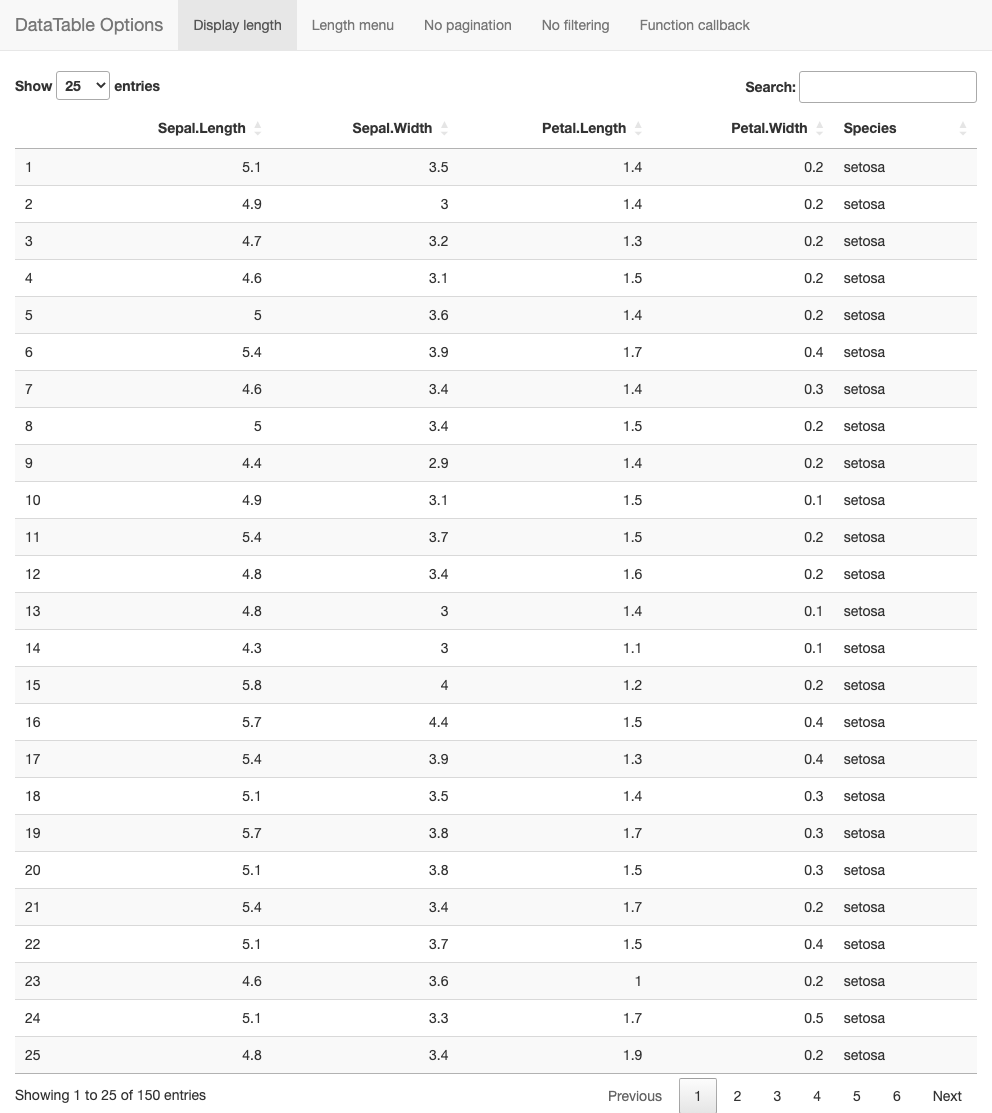 DataTable Options Display length Length menu No pagination No filtering Function callback
Show 25 entries Search:
Sepal.Length Sepal.Width Petal.Length Petal.Width Species
1 5.1 3.5 1.4 0.2 setosa
2 4.9 3 1.4 0.2 setosa
3 4.7 3.2 1.3 0.2 setosa
4 4.6 3.1 1.5 0.2 setosa
5 5 3.6 1.4 0.2 setosa
6 5.4 3.9 1.7 0.4 setosa
7 4.6 3.4 1.4 0.3 setosa
8 5 3.4 1.5 0.2 setosa
9 4.4 2.9 1.4 0.2 setosa
10 4.9 3.1 1.5 0.1 setosa
11 5.4 3.7 1.5 0.2 setosa
12 4.8 3.4 1.6 0.2 setosa
13 4.8 3 1.4 0.1 setosa
14 4.3 3 1.1 0.1 setosa
15 5.8 4 1.2 0.2 setosa
16 5.7 4.4 1.5 0.4 setosa
17 5.4 3.9 1.3 0.4 setosa
18 5.1 3.5 1.4 0.3 setosa
19 5.7 3.8 1.7 0.3 setosa
20 5.1 3.8 1.5 0.3 setosa
21 5.4 3.4 1.7 0.2 setosa
22 5.1 3.7 1.5 0.4 setosa
23 4.6 3.6 1 0.2 setosa
24 5.1 3.3 1.7 0.5 setosa
25 4.8 3.4 1.9 0.2 setosa
Showing 1 to 25 of 150 entries Previous 1 2 3 4 5 6 Next